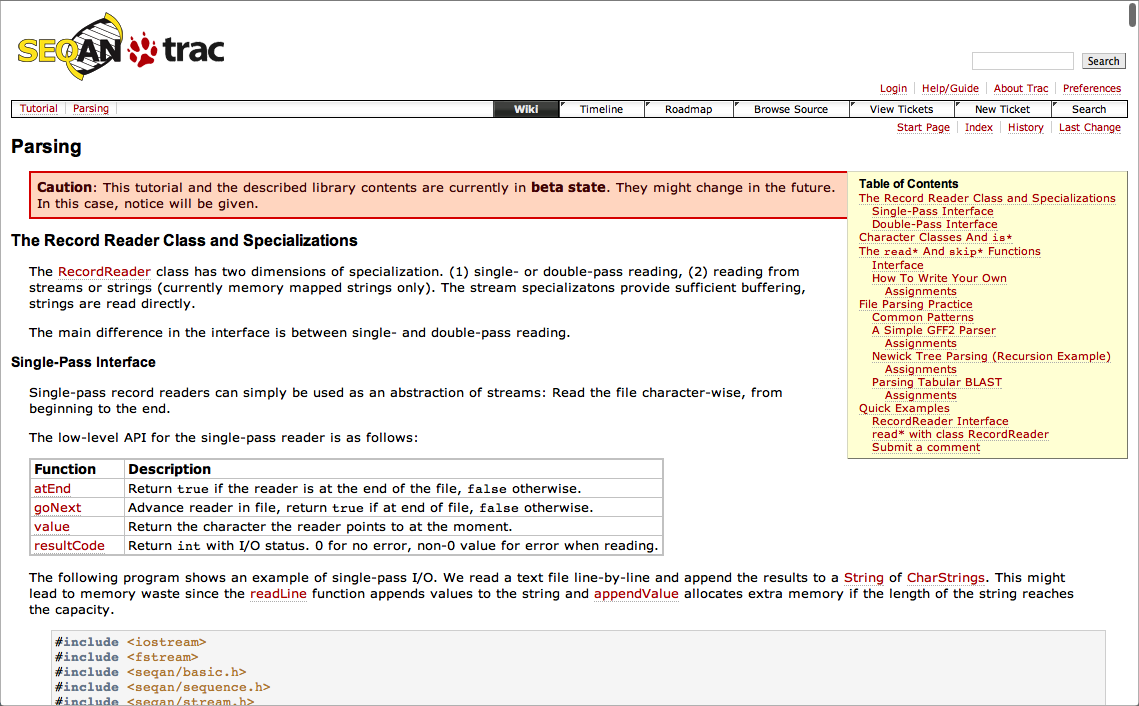 SEQAN trac
Search
Login Help/Guide About Trac Preferences
Tutorial Parsing Wiki Timeline Roadmap Browse Source View Tickets New Ticket Search
Start Page Index History Last Change
Parsing
Caution: This tutorial and the described library contents are currently in beta state. They might change in the future.
In this case, notice will be given.
Table of Contents
The Record Reader Class and Specializations
Single-Pass Interface
Double-Pass Interface
Character Classes And is*
The read* And skip* Functions
Interface
How To Write Your Own
Assignments
File Parsing Practice
Common Patterns
A Simple GFF2 Parser
Assignments
Newick Tree Parsing (Recursion Example)
Assignments
Parsing Tabular BLAST
Assignments
Quick Examples
RecordReader Interface
read* with class RecordReader
Submit a comment
The Record Reader Class and Specializations
The RecordReader class has two dimensions of specialization. (1) single- or double-pass reading, (2) reading from
streams or strings (currently memory mapped strings only). The stream specializatons provide sufficient buffering,
strings are read directly.
The main difference in the interface is between single- and double-pass reading.
Single-Pass Interface
Single-pass record readers can simply be used as an abstraction of streams: Read the file character-wise, from
beginning to the end.
The low-level API for the single-pass reader is as follows:
Function Description
atEnd Return true if the reader is at the end of the file, false otherwise.
goNext Advance reader in file, return true if at end of file, false otherwise.
value Return the character the reader points to at the moment.
resultCode Return int with I/O status. 0 for no error, non-0 value for error when reading.
The following program shows an example of single-pass I/O. We read a text file line-by-line and append the results to a String of CharStrings. This might
lead to memory waste since the readLine function appends values to the string and appendValue allocates extra memory if the length of the string reaches
the capacity.
#include <iostream>
#include <fstream>
#include <seqan/basic.h>
#include <seqan/sequence.h>
#include <seqan/stream.h>